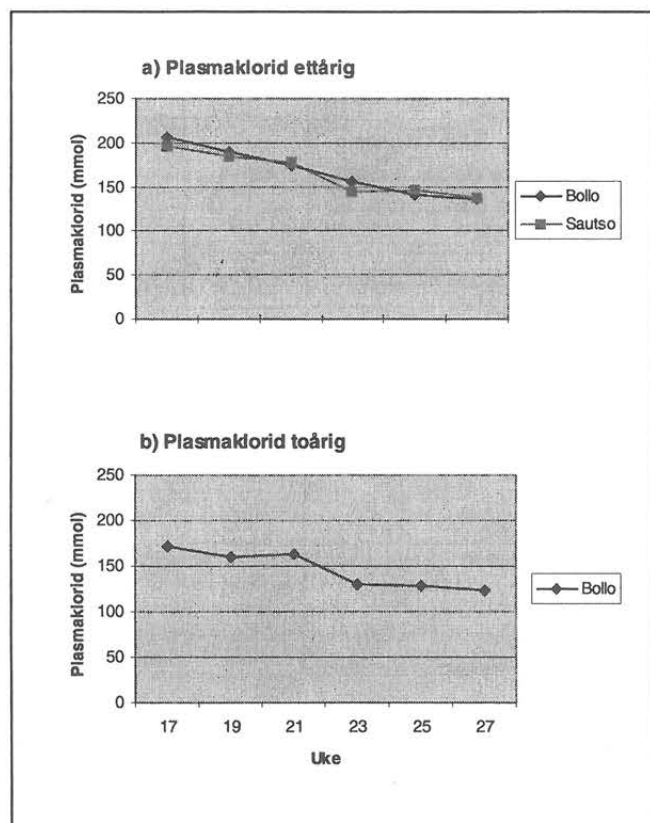 a) Plasmaklorid ettårig
250
200
150
100
50
0
Plasmaklorid (mmol)
Bollo
Sautso
b) Plasmaklorid toårig
250
200
150
100
50
0
Plasmaklorid (mmol)
Bollo
17 19 21 23 25 27
Uke